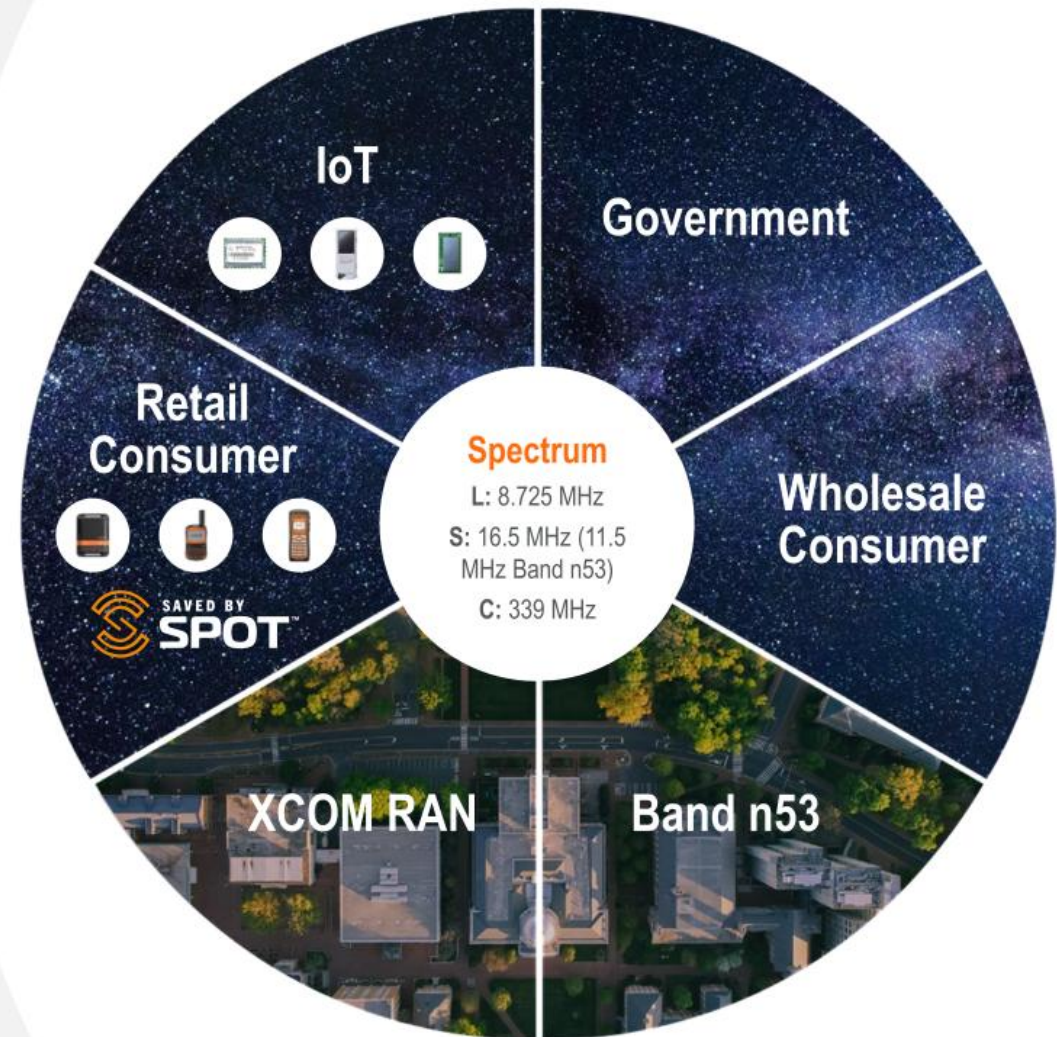 IoT
Government
Retail
Consumer
SAVED BY
SPOT™
Wholesale
Consumer
Spectrum
L: 8.725 MHz
S: 16.5 MHz (11.5
MHz Band n53)
C: 339 MHz
XCOM RAN
Band n53